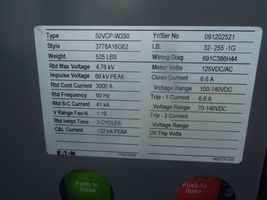 Type 50VCP-W350 Yr/Ser No 091202521
Style 3776A16G62 I.B. 32-255-1G
Weight 525 LBS Wiring Diag 691C386H44
Rtd Max Voltage 4.76 kV Motor Volts 125VDC/AC
Impulse Voltage 60 kV PEAK Close Current 6.6 A
Rtd Cont Current 3000 A Voltage Range 100-140VDC
Rtd Frequency 60 Hz Trip - 1 Current 6.6 A
Rtd S-C Current 41 kA Voltage Range 70-140VDC
V Range Fac-K 1.19 Trip - 2 Current
Rtd Intrpt Time 5 CYCLES Voltage Range
C&L Current 132 kA PEAK UV Trip Volts
Push to Close
Push to Open